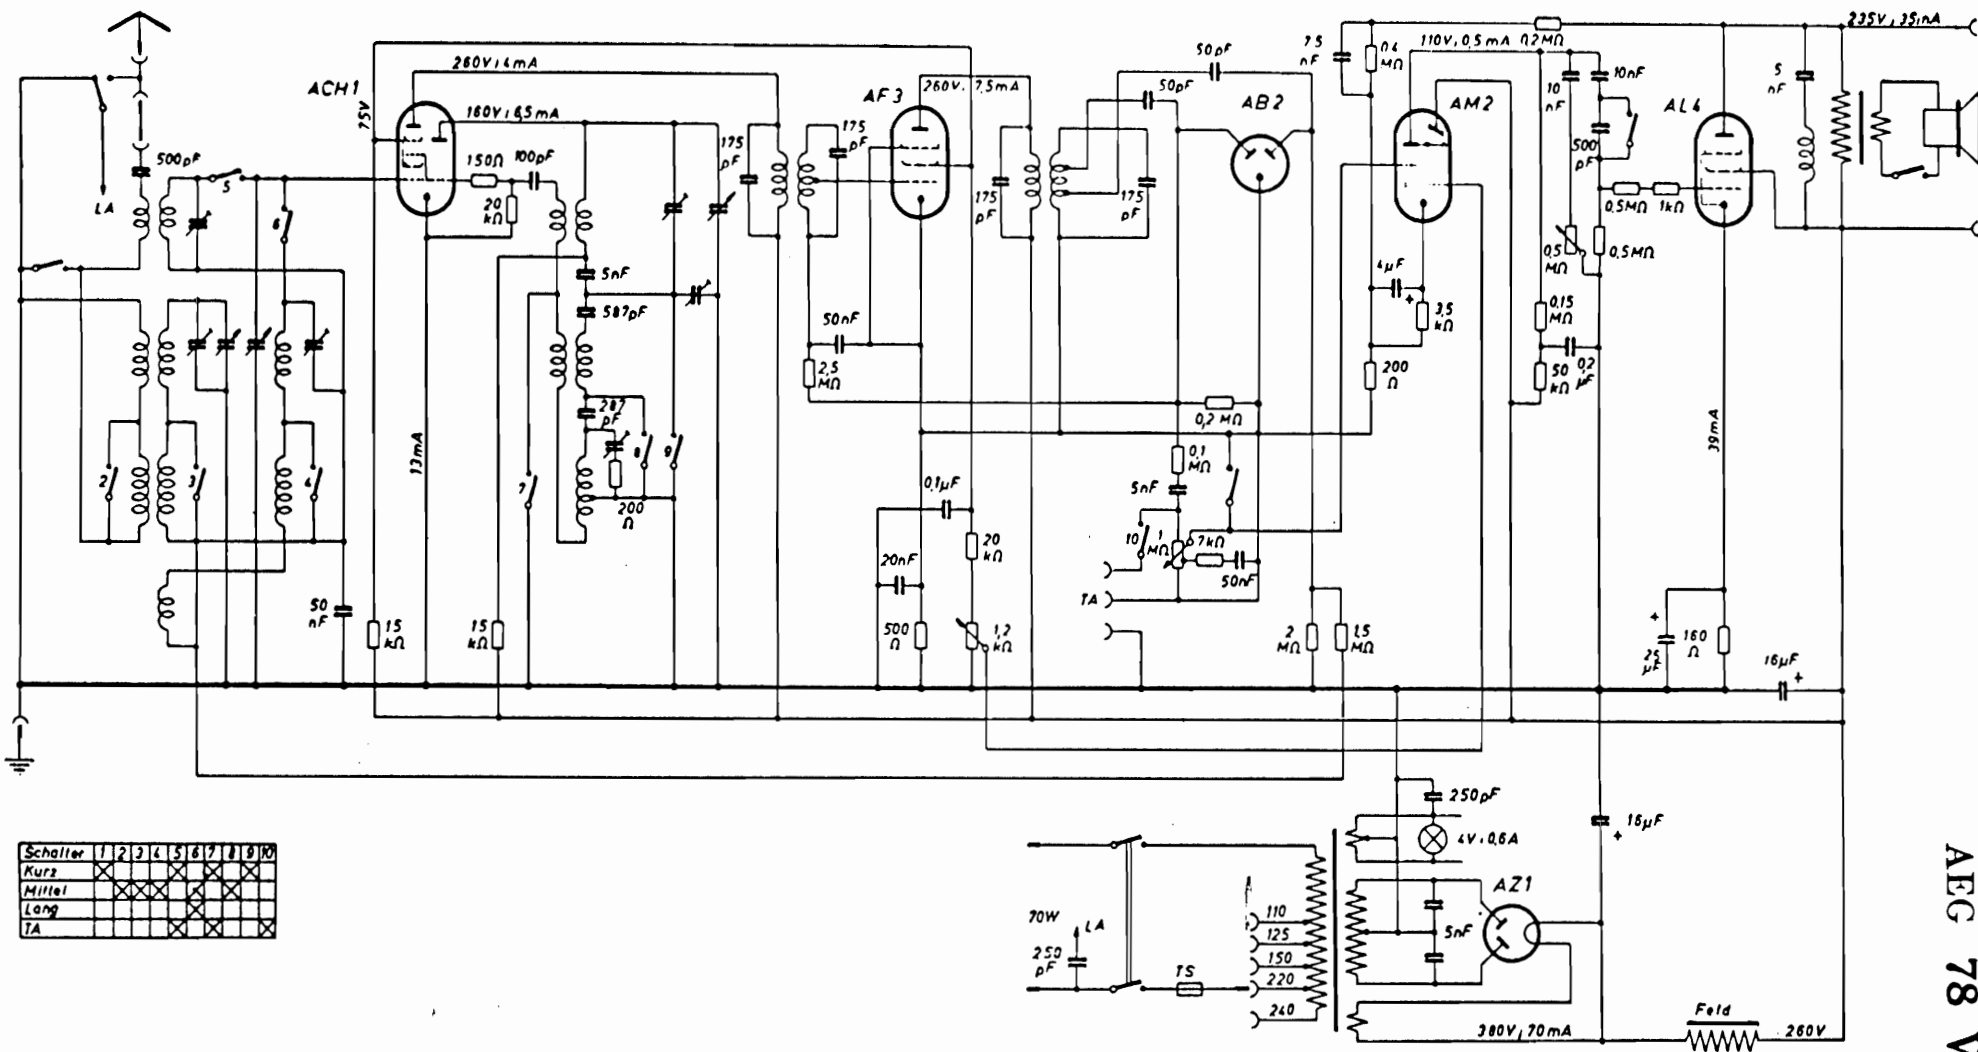 ACH1
260V, 4mA
75V
160V, 6,5mA
500pF
LA
5
6
150Ω
100pF
20 kΩ
175 pF
175 pF
AF3
260V, 7,5mA
175 pF
175 pF
50pF
50pF
AB2
0,4 MΩ
110V, 0,5mA
0,2MΩ
AM2
10 nF
10nF
500 pF
AL4
5 nF
235V, 35mA
0,5MΩ
1kΩ
0,5 MΩ
0,5MΩ
5nF
587pF
50nF
2,5 MΩ
4µF
3,5 kΩ
0,15 MΩ
0,2 µF
50 kΩ
200 Ω
287 pF
0,2 MΩ
2
3
4
13mA
7
8
9
200 Ω
0,1µF
20 kΩ
0,1 MΩ
5nF
10
1 MΩ
7kΩ
50nF
TA
39mA
50 nF
15 kΩ
15 kΩ
20nF
500 Ω
1,2 kΩ
2 MΩ
1,5 MΩ
25 µF
160 Ω
16µF
250pF
4V, 0,6A
16µF
Schalter 1 2 3 4 5 6 7 8 9 10
Kurz
Mittel
Lang
TA
70W
LA
250 pF
TS
110
125
150
220
240
5nF
AZ1
380V, 70mA
Feld
260V
AEG 78